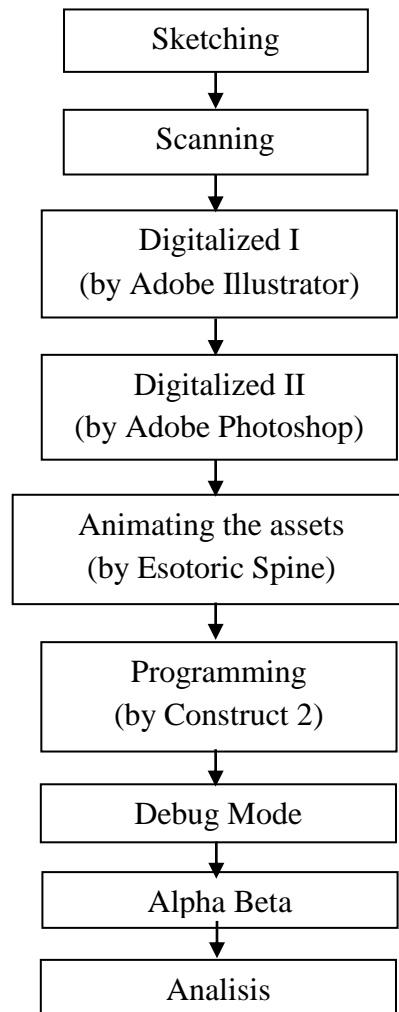 Sketching
Scanning
Digitalized I
(by Adobe Illustrator)
Digitalized II
(by Adobe Photoshop)
Animating the assets
(by Esotoric Spine)
Programming
(by Construct 2)
Debug Mode
Alpha Beta
Analisis